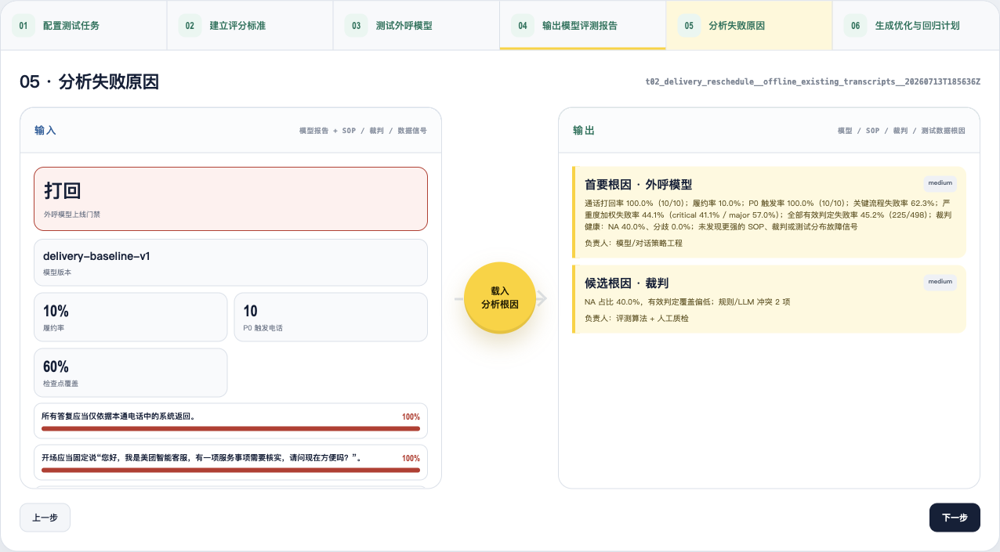 01 配置测试任务
02 建立评分标准
03 测试外呼模型
04 输出模型评测报告
05 分析失败原因
06 生成优化与回归计划
05 · 分析失败原因
t02_delivery_reschedule__offline_existing_transcripts__20260713T185636Z
输入
模型报告 + SOP / 裁判 / 数据信号
打回
外呼模型上线门禁
delivery-baseline-v1
模型版本
10%
履约率
10
P0 触发电话
60%
检查点覆盖
所有答复应当仅依据本通电话中的系统返回。
100%
开场应当固定说“您好，我是美团智能客服，有一项服务事项需要核实，请问现在方便吗？”。
100%
载入
分析根因
输出
模型 / SOP / 裁判 / 测试数据根因
首要根因 · 外呼模型
medium
通话打回率 100.0%（10/10）；履约率 10.0%；P0 触发率 100.0%（10/10）；关键流程失败率 62.3%；严
重度加权失败率 44.1%（critical 41.1% / major 57.0%）；全部有效判定失败率 45.2%（225/498）；裁判
健康：NA 40.0%、分歧 0.0%；未发现更强的 SOP、裁判或测试分布故障信号
负责人：模型/对话策略工程
候选根因 · 裁判
medium
NA 占比 40.0%，有效判定覆盖偏低；规则/LLM 冲突 2 项
负责人：评测算法 + 人工质检
上一步
下一步